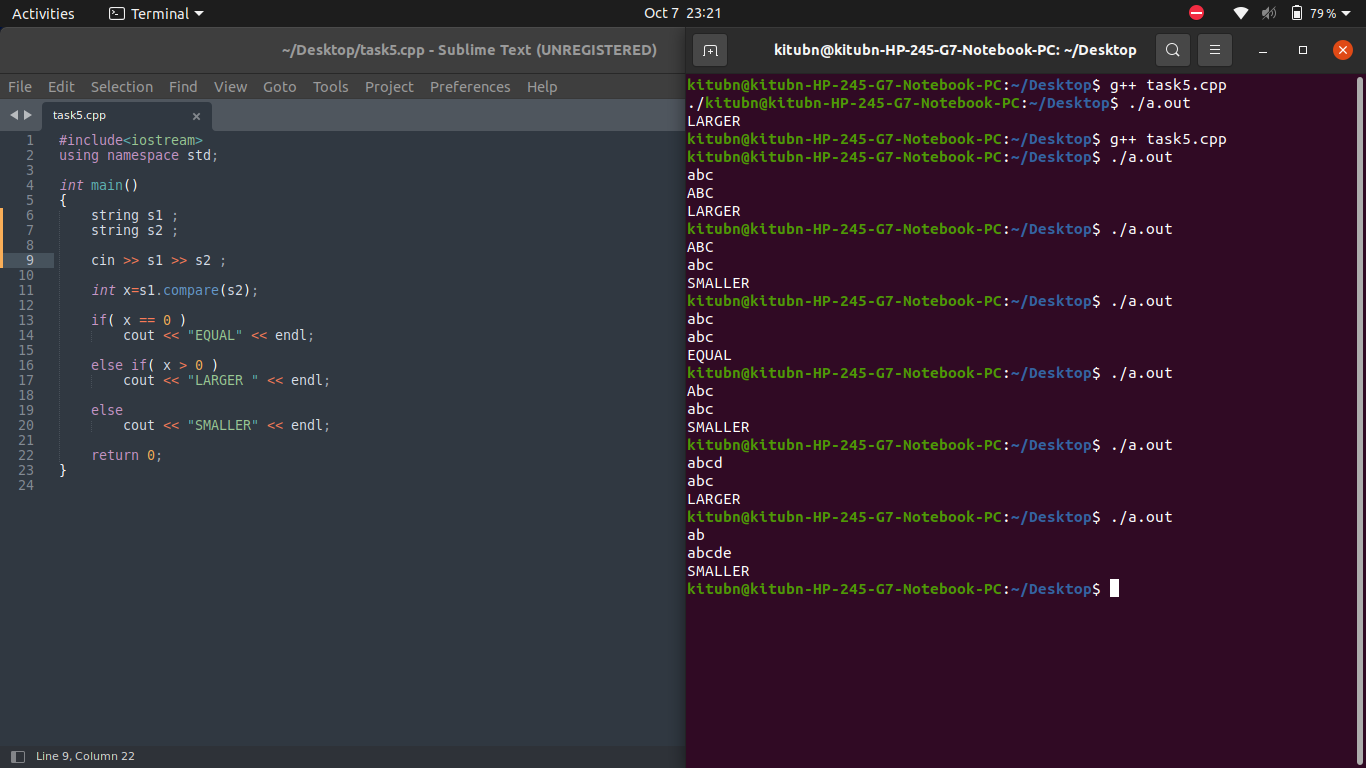 Activities Terminal Oct 7 23:21 79 %
~/Desktop/task5.cpp - Sublime Text (UNREGISTERED)
File Edit Selection Find View Goto Tools Project Preferences Help
task5.cpp ×
1 #include<iostream>
2 using namespace std;
3
4 int main()
5 {
6 string s1 ;
7 string s2 ;
8
9 cin >> s1 >> s2 ;
10
11 int x=s1.compare(s2);
12
13 if( x == 0 )
14 cout << "EQUAL" << endl;
15
16 else if( x > 0 )
17 cout << "LARGER " << endl;
18
19 else
20 cout << "SMALLER" << endl;
21
22 return 0;
23 }
24
Line 9, Column 22
kitubn@kitubn-HP-245-G7-Notebook-PC: ~/Desktop
kitubn@kitubn-HP-245-G7-Notebook-PC:~/Desktop$ g++ task5.cpp
./kitubn@kitubn-HP-245-G7-Notebook-PC:~/Desktop$ ./a.out
LARGER
kitubn@kitubn-HP-245-G7-Notebook-PC:~/Desktop$ g++ task5.cpp
kitubn@kitubn-HP-245-G7-Notebook-PC:~/Desktop$ ./a.out
abc
ABC
LARGER
kitubn@kitubn-HP-245-G7-Notebook-PC:~/Desktop$ ./a.out
ABC
abc
SMALLER
kitubn@kitubn-HP-245-G7-Notebook-PC:~/Desktop$ ./a.out
abc
abc
EQUAL
kitubn@kitubn-HP-245-G7-Notebook-PC:~/Desktop$ ./a.out
Abc
abc
SMALLER
kitubn@kitubn-HP-245-G7-Notebook-PC:~/Desktop$ ./a.out
abcd
abc
LARGER
kitubn@kitubn-HP-245-G7-Notebook-PC:~/Desktop$ ./a.out
ab
abcde
SMALLER
kitubn@kitubn-HP-245-G7-Notebook-PC:~/Desktop$